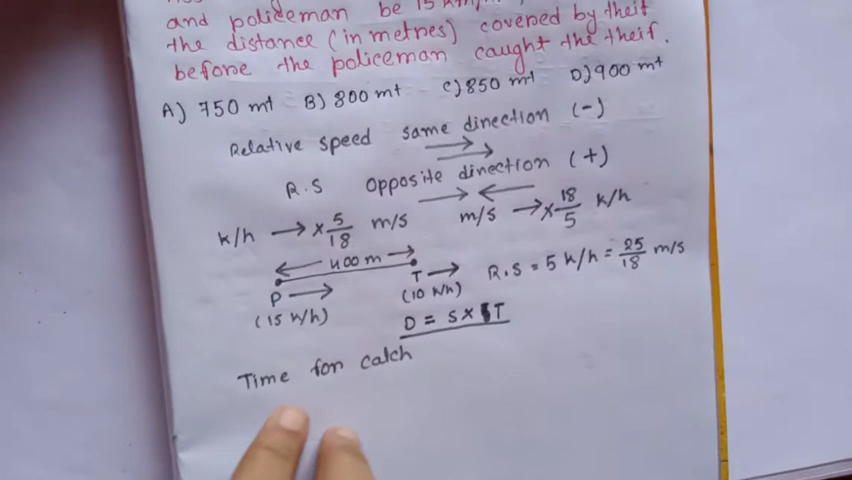 and policeman be 15 km/h
the distance (in metres) covered by theif
before the policeman caught the theif.
A) 750 mt B) 800 mt C) 850 mt D) 900 mt
Relative speed same direction (-)
R.S opposite direction (+)
k/h → × 5/18 m/s m/s → × 18/5 k/h
400 m
P → T → R.S = 5 k/h = 25/18 m/s
(15 k/h) (10 k/h)
D = S × T
Time for catch